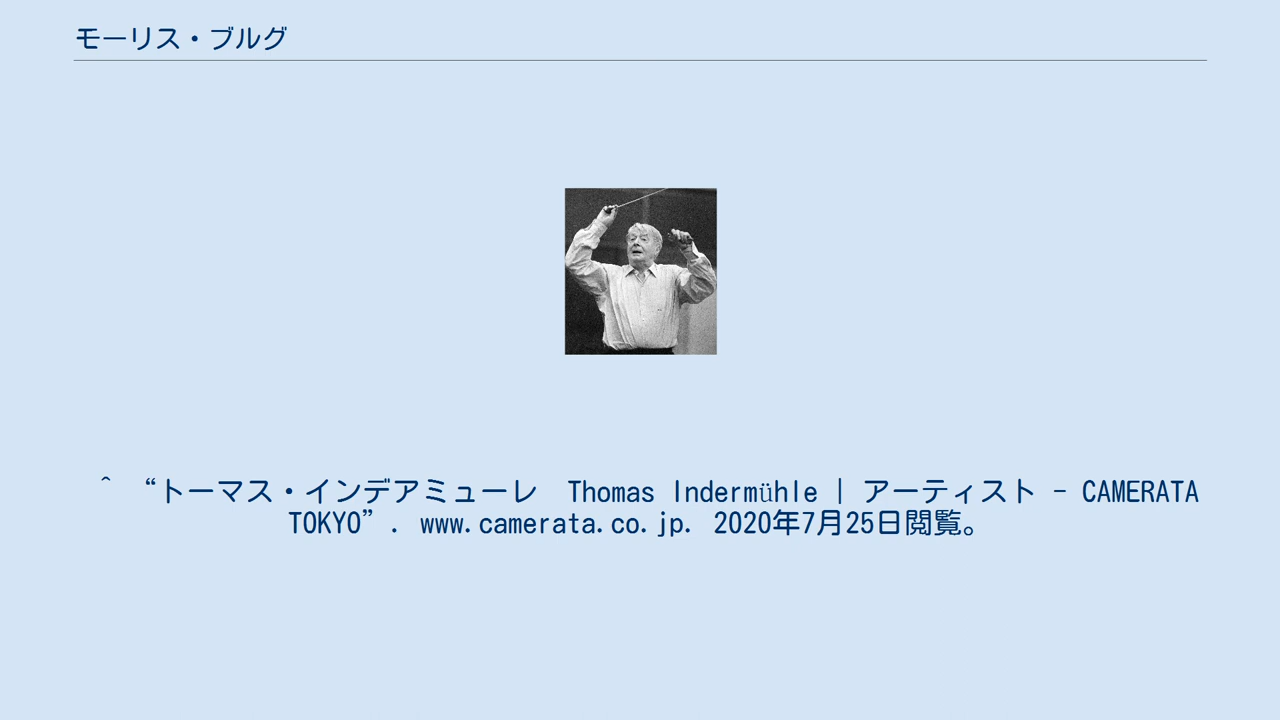 モーリス・ブルグ
^ “トーマス・インデアミューレ　Thomas Indermühle | アーティスト - CAMERATA
TOKYO”. www.camerata.co.jp. 2020年7月25日閲覧。